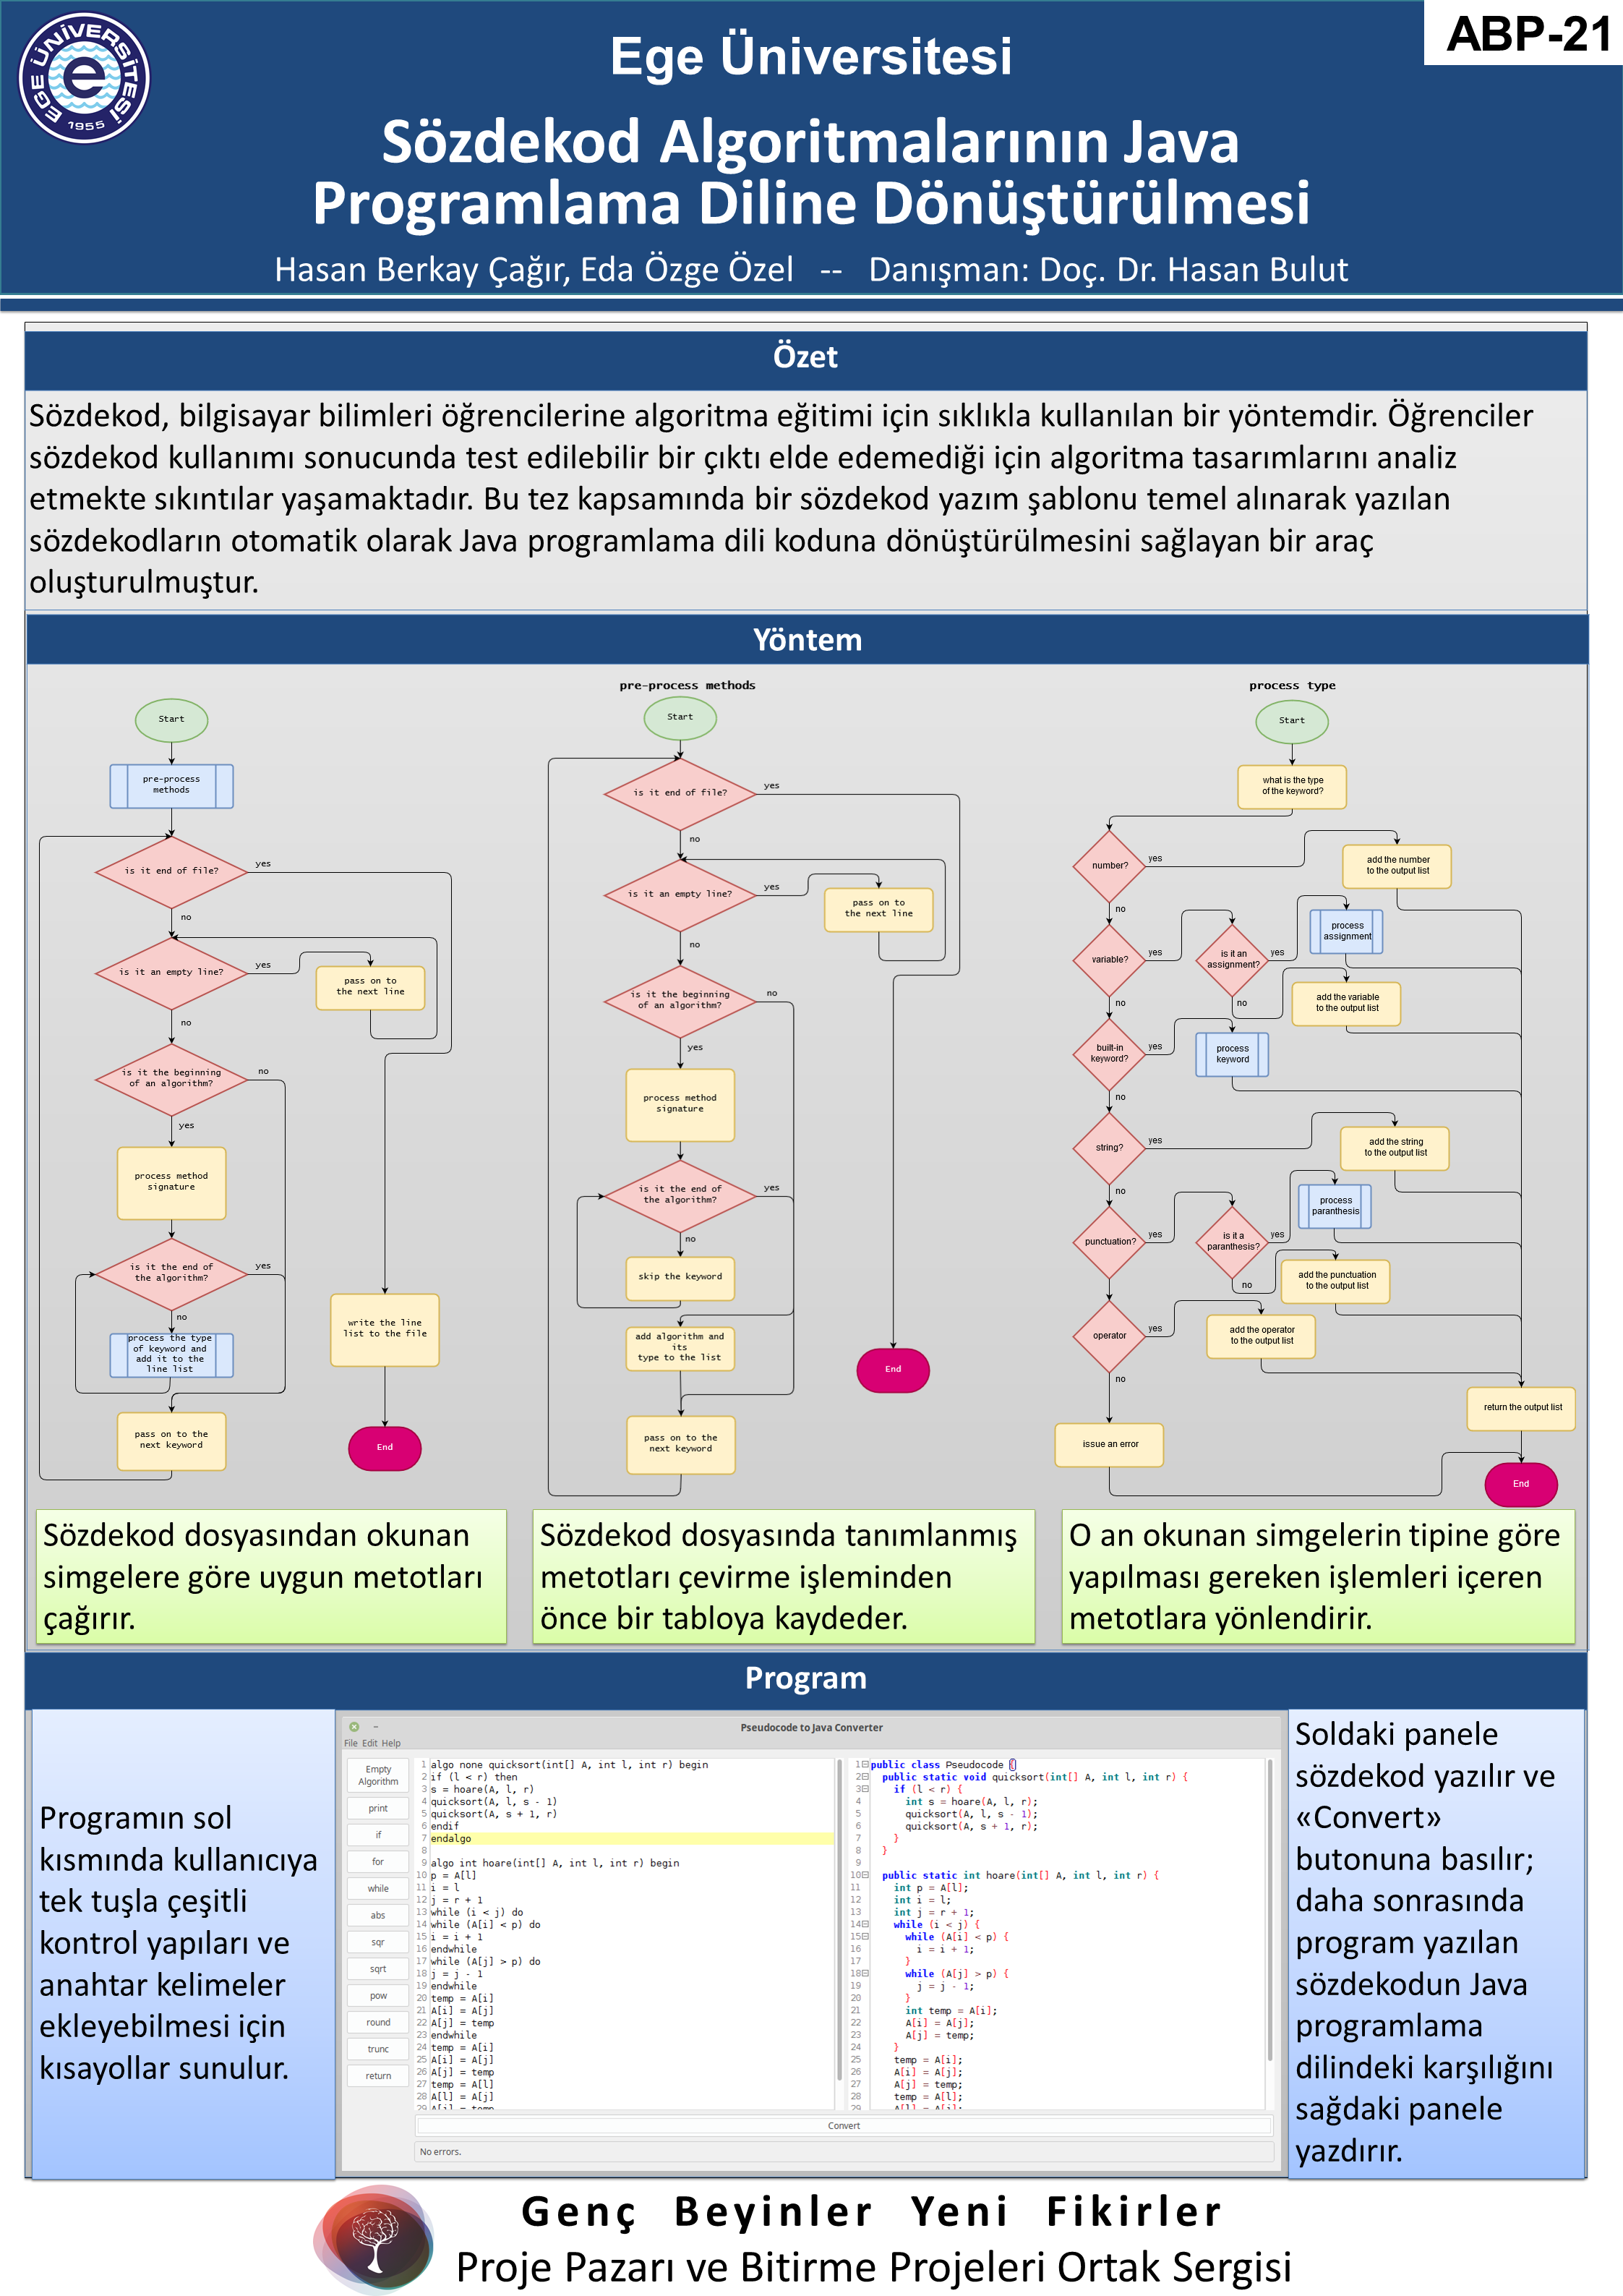 ABP-21
EGE ÜNİVERSİTESİ
e
1955
Ege Üniversitesi
Sözdekod Algoritmalarının Java
Programlama Diline Dönüştürülmesi
Hasan Berkay Çağır, Eda Özge Özel -- Danışman: Doç. Dr. Hasan Bulut
Özet
Sözdekod, bilgisayar bilimleri öğrencilerine algoritma eğitimi için sıklıkla kullanılan bir yöntemdir. Öğrenciler
sözdekod kullanımı sonucunda test edilebilir bir çıktı elde edemediği için algoritma tasarımlarını analiz
etmekte sıkıntılar yaşamaktadır. Bu tez kapsamında bir sözdekod yazım şablonu temel alınarak yazılan
sözdekodların otomatik olarak Java programlama dili koduna dönüştürülmesini sağlayan bir araç
oluşturulmuştur.
Yöntem
Start
pre-process
methods
is it end of file?
yes
no
is it an empty line?
yes
pass on to
the next line
no
is it the beginning
of an algorithm?
no
yes
process method
signature
is it the end of
the algorithm?
yes
no
process the type
of keyword and
add it to the
line list
pass on to the
next keyword
write the line
list to the file
End
pre-process methods
Start
is it end of file?
yes
no
is it an empty line?
yes
pass on to
the next line
no
is it the beginning
of an algorithm?
no
yes
process method
signature
is it the end of
the algorithm?
yes
no
skip the keyword
add algorithm and
its
type to the list
pass on to the
next keyword
End
process type
Start
what is the type
of the keyword?
number?
yes
add the number
to the output list
no
variable?
yes
is it an
assignment?
yes
process
assignment
no
add the variable
to the output list
no
built-in
keyword?
yes
process
keyword
no
string?
yes
add the string
to the output list
no
punctuation?
yes
is it a
paranthesis?
yes
process
paranthesis
no
add the punctuation
to the output list
operator
yes
add the operator
to the output list
no
issue an error
return the output list
End
Sözdekod dosyasından okunan
simgelere göre uygun metotları
çağırır.
Sözdekod dosyasında tanımlanmış
metotları çevirme işleminden
önce bir tabloya kaydeder.
O an okunan simgelerin tipine göre
yapılması gereken işlemleri içeren
metotlara yönlendirir.
Program
Programın sol
kısmında kullanıcıya
tek tuşla çeşitli
kontrol yapıları ve
anahtar kelimeler
ekleyebilmesi için
kısayollar sunulur.
Pseudocode to Java Converter
File Edit Help
Empty
Algorithm
print
if
for
while
abs
sqr
sqrt
pow
round
trunc
return
1 algo none quicksort(int[] A, int l, int r) begin
2 if (l < r) then
3 s = hoare(A, l, r)
4 quicksort(A, l, s - 1)
5 quicksort(A, s + 1, r)
6 endif
7 endalgo
8
9 algo int hoare(int[] A, int l, int r) begin
10 p = A[l]
11 i = l
12 j = r + 1
13 while (i < j) do
14 while (A[i] < p) do
15 i = i + 1
16 endwhile
17 while (A[j] > p) do
18 j = j - 1
19 endwhile
20 temp = A[i]
21 A[i] = A[j]
22 A[j] = temp
23 endwhile
24 temp = A[i]
25 A[i] = A[j]
26 A[j] = temp
27 temp = A[l]
28 A[l] = A[j]
29 A[j] = temp
1 public class Pseudocode {
2 public static void quicksort(int[] A, int l, int r) {
3 if (l < r) {
4 int s = hoare(A, l, r);
5 quicksort(A, l, s - 1);
6 quicksort(A, s + 1, r);
7 }
8 }
9
10 public static int hoare(int[] A, int l, int r) {
11 int p = A[l];
12 int i = l;
13 int j = r + 1;
14 while (i < j) {
15 while (A[i] < p) {
16 i = i + 1;
17 }
18 while (A[j] > p) {
19 j = j - 1;
20 }
21 int temp = A[i];
22 A[i] = A[j];
23 A[j] = temp;
24 }
25 temp = A[i];
26 A[i] = A[j];
27 A[j] = temp;
28 temp = A[l];
29 A[l] = A[j];
Convert
No errors.
Soldaki panele
sözdekod yazılır ve
«Convert»
butonuna basılır;
daha sonrasında
program yazılan
sözdekodun Java
programlama
dilindeki karşılığını
sağdaki panele
yazdırır.
Genç Beyinler Yeni Fikirler
Proje Pazarı ve Bitirme Projeleri Ortak Sergisi